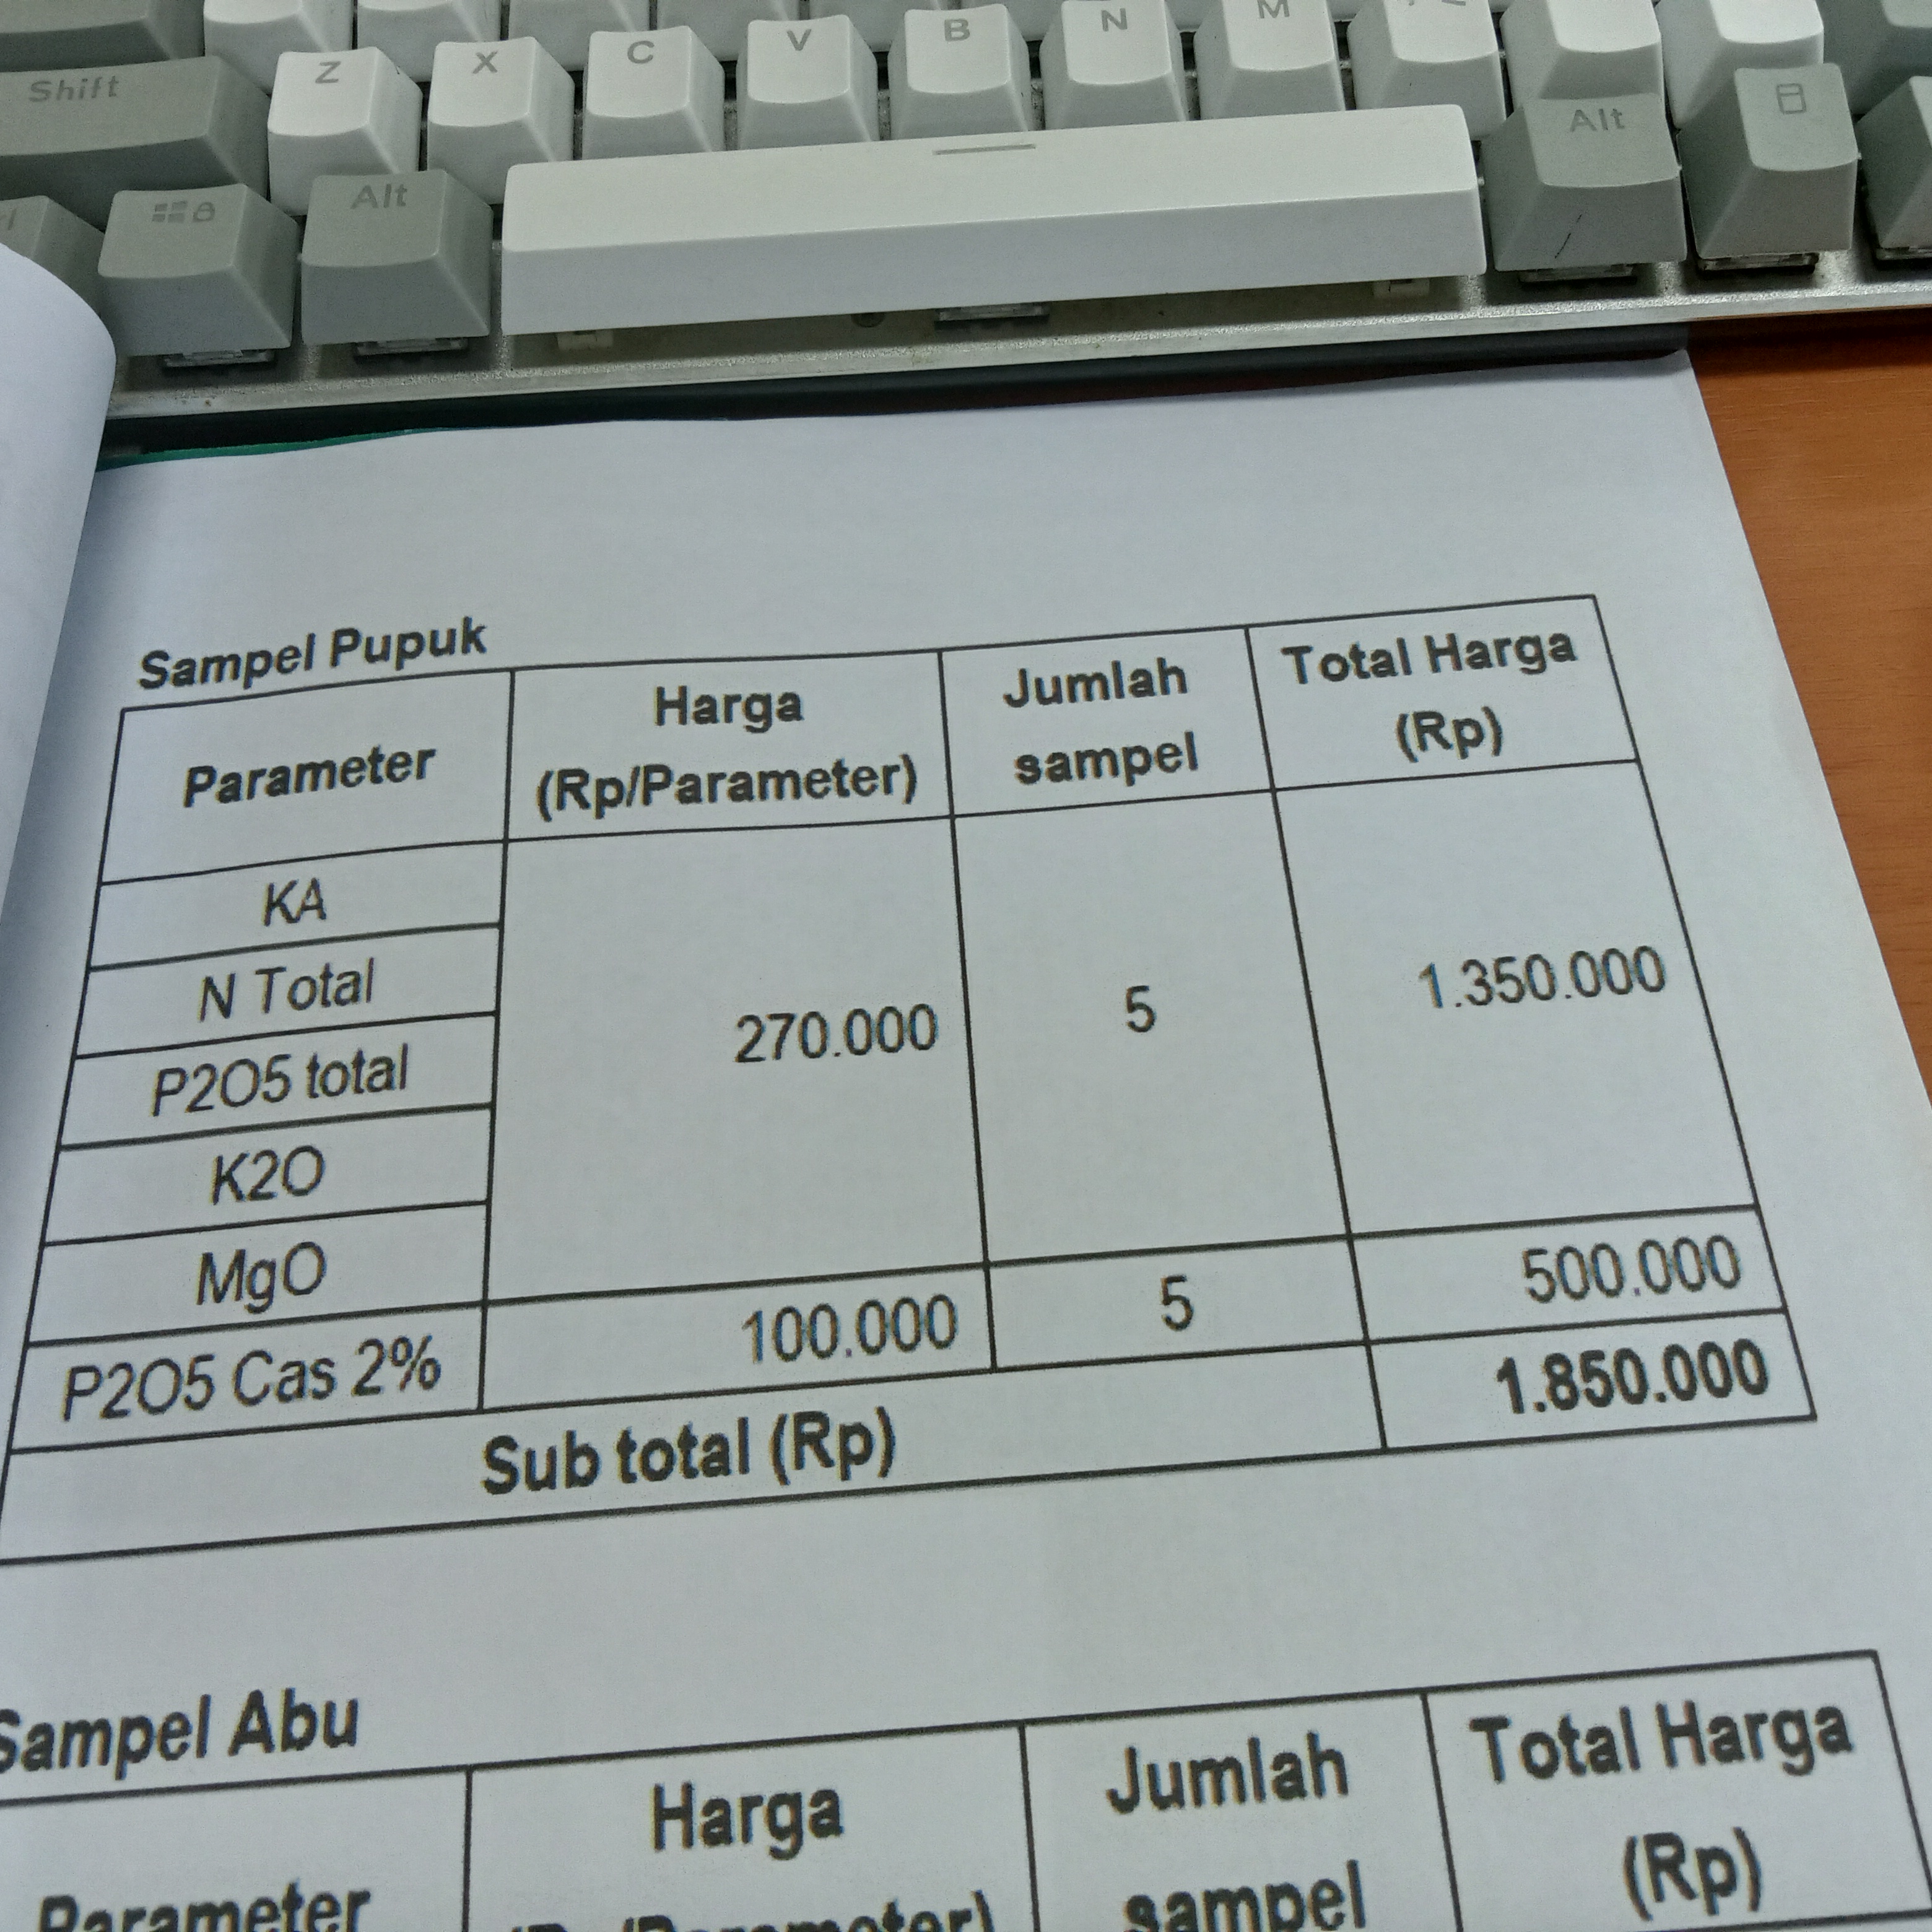 Shift Z X C V B N M
Alt Alt
Sampel Pupuk
Parameter Harga (Rp/Parameter) Jumlah sampel Total Harga (Rp)
KA
N Total
P2O5 total
K2O
MgO
270.000 5 1.350.000
P2O5 Cas 2% 100.000 5 500.000
Sub total (Rp) 1.850.000
Sampel Abu
Parameter Harga Jumlah sampel Total Harga (Rp)